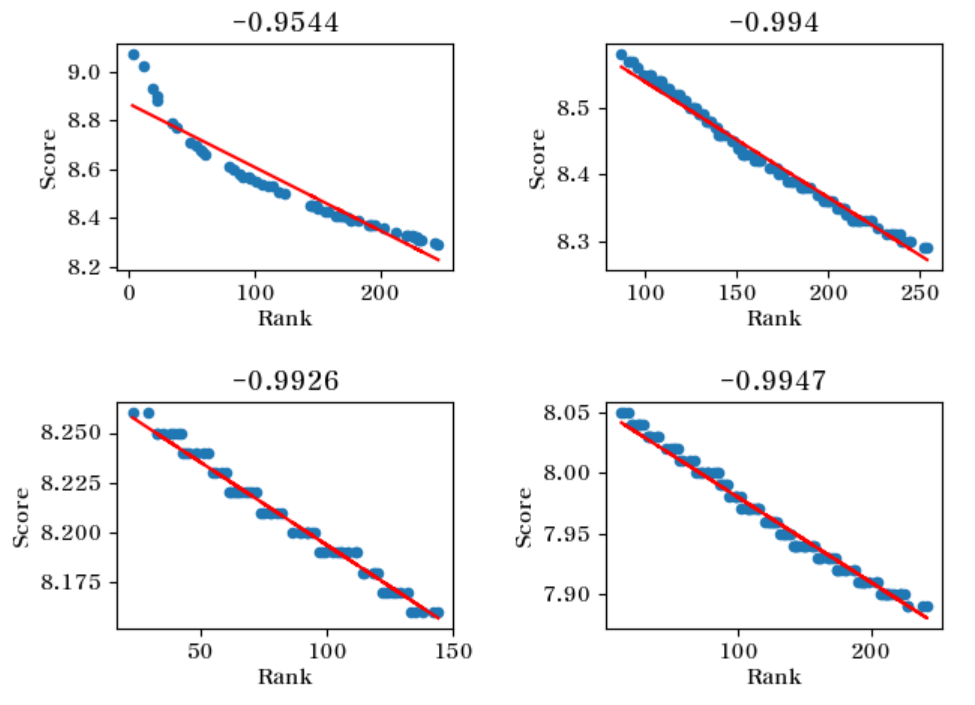 -0.9544
9.0
8.8
8.6
8.4
8.2
Score
0 100 200
Rank
-0.994
8.5
8.4
8.3
Score
100 150 200 250
Rank
-0.9926
8.250
8.225
8.200
8.175
Score
50 100 150
Rank
-0.9947
8.05
8.00
7.95
7.90
Score
100 200
Rank